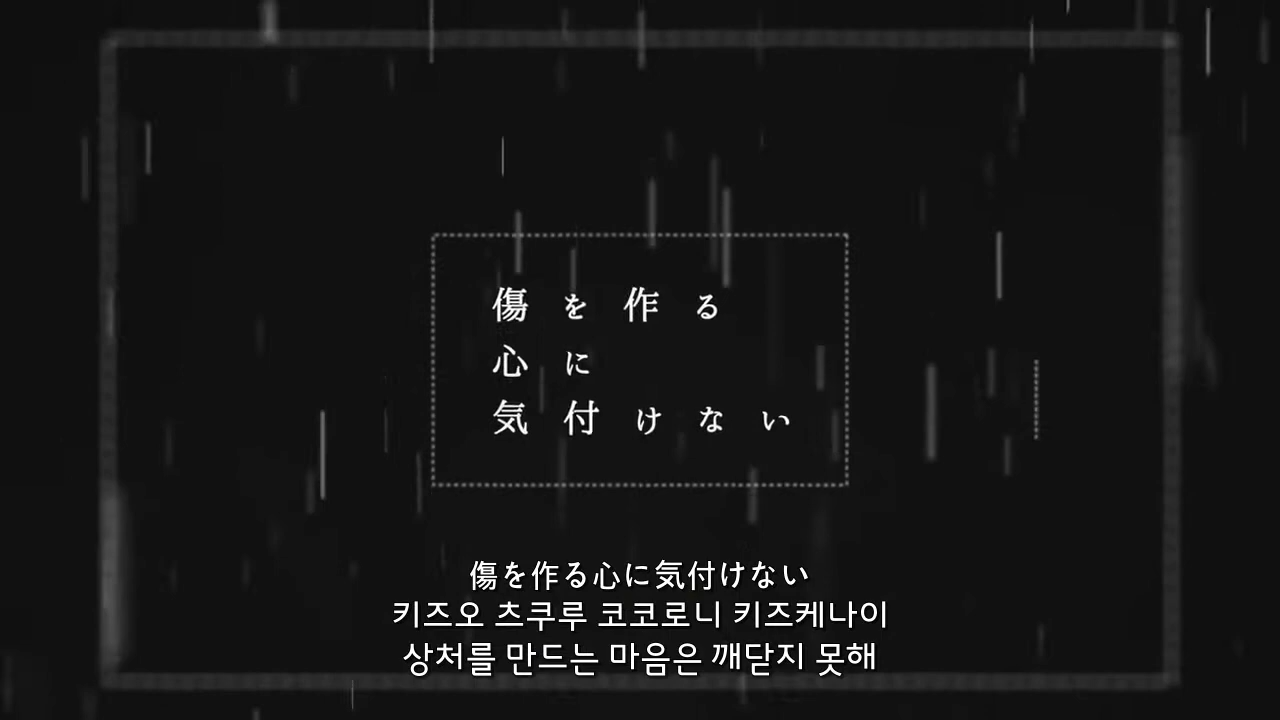 傷を作る
心に
気付けない
傷を作る心に気付けない
키즈오 츠쿠루 코코로니 키즈케나이
상처를 만드는 마음은 깨닫지 못해